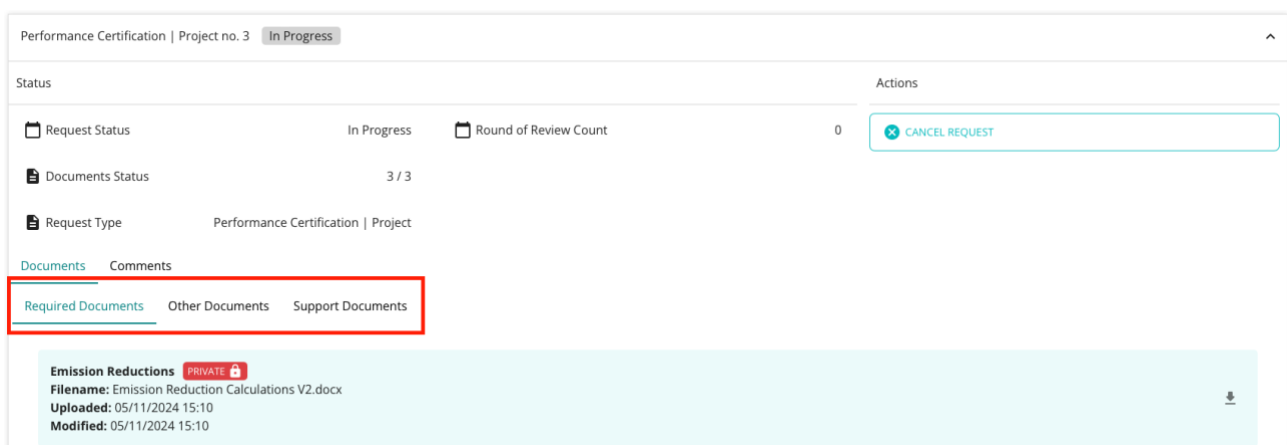 Performance Certification | Project no. 3 In Progress
Status
Actions
Request Status In Progress Round of Review Count 0
CANCEL REQUEST
Documents Status 3 / 3
Request Type Performance Certification | Project
Documents Comments
Required Documents Other Documents Support Documents
Emission Reductions PRIVATE
Filename: Emission Reduction Calculations V2.docx
Uploaded: 05/11/2024 15:10
Modified: 05/11/2024 15:10